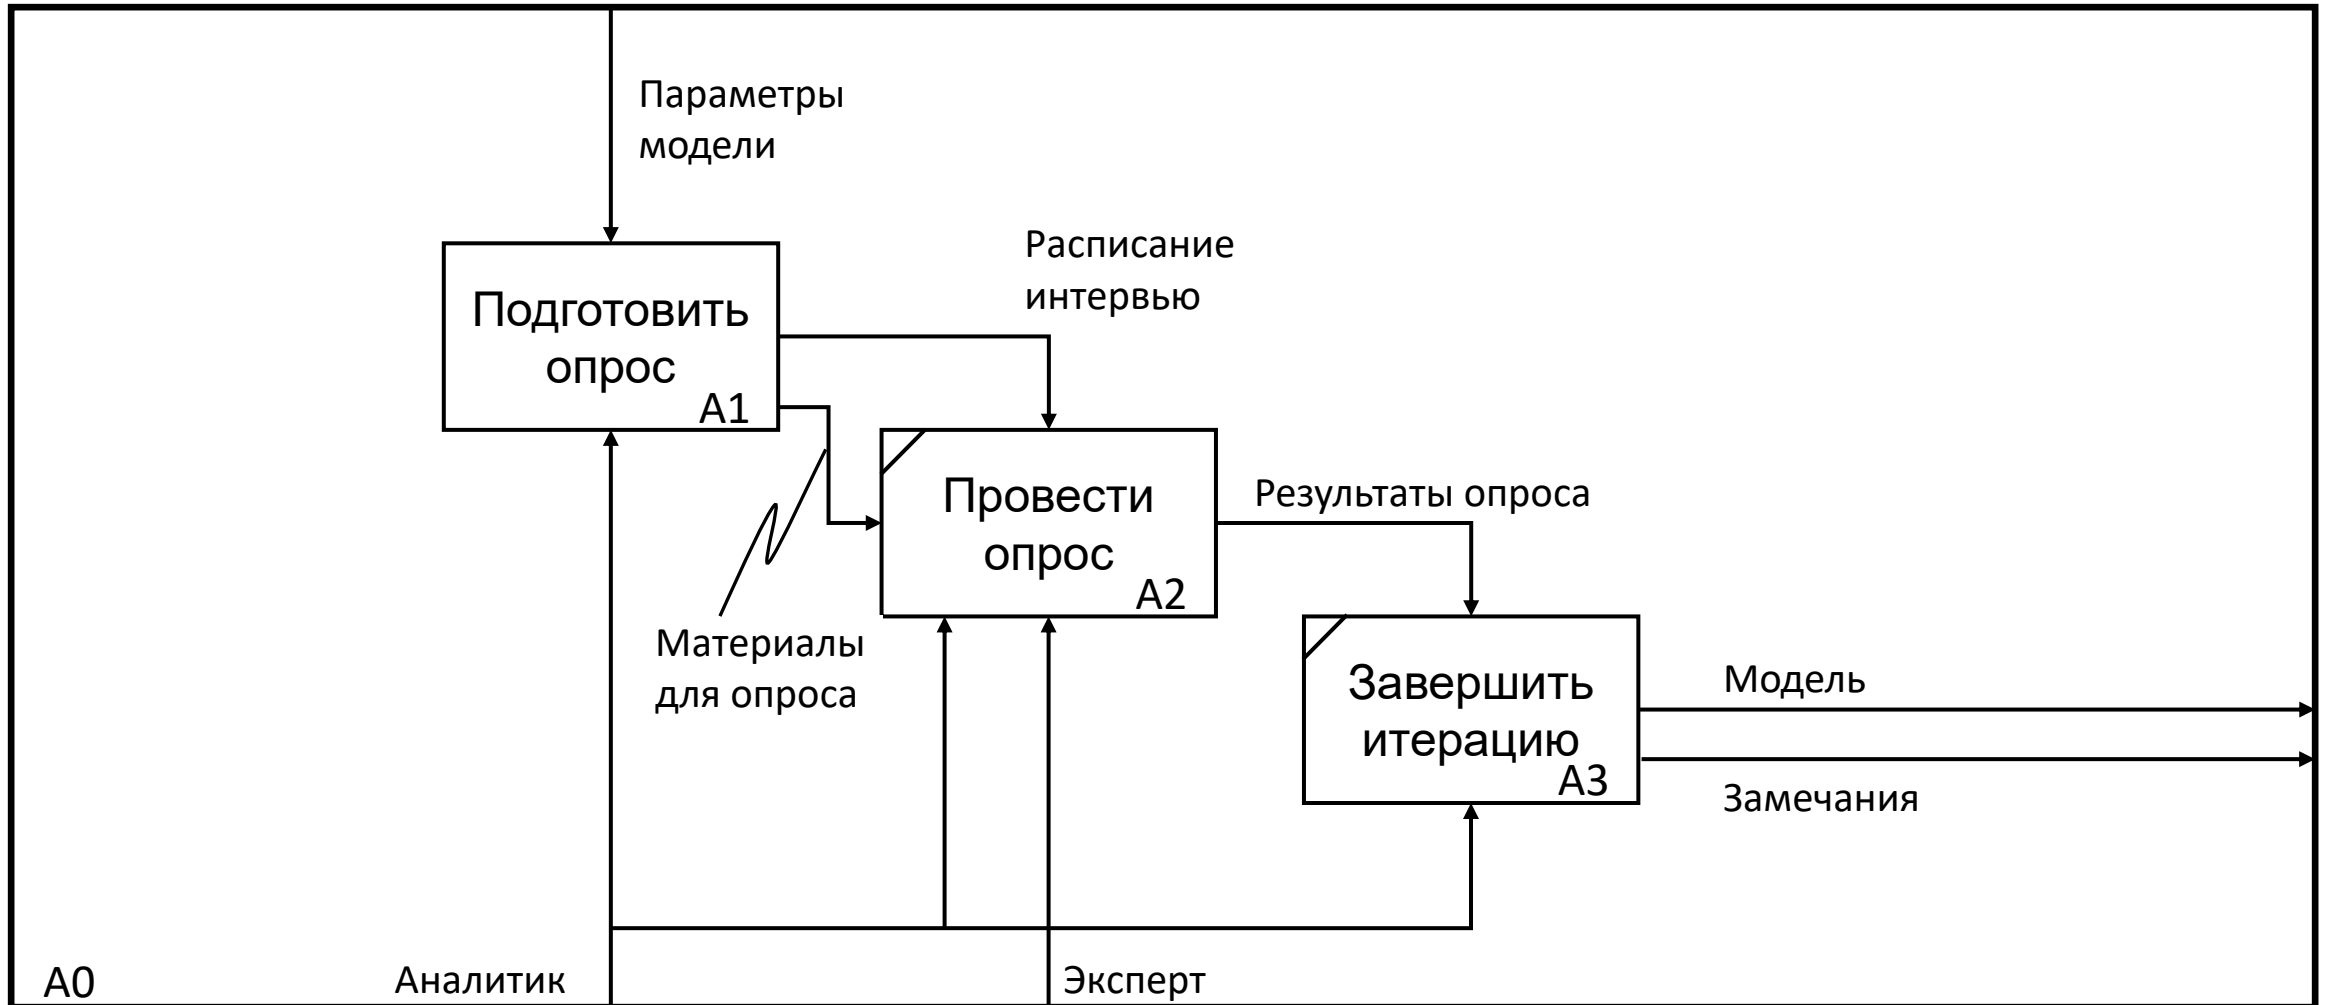 Параметры
модели
Расписание
интервью
Подготовить
опрос
A1
Провести
опрос
A2
Результаты опроса
Материалы
для опроса
Завершить
итерацию
A3
Модель
Замечания
A0
Аналитик
Эксперт